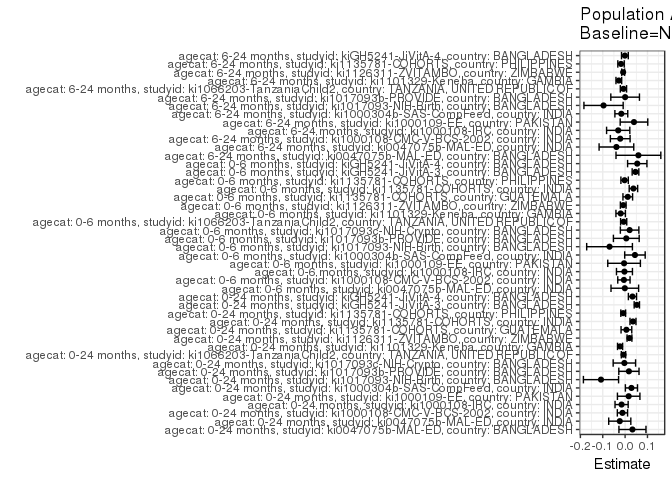 Population A
Baseline=N
agecat: 6-24 months, studyid: kiGH5241-JiVitA-4, country: BANGLADESH
agecat: 6-24 months, studyid: ki1135781-COHORTS, country: PHILIPPINES
agecat: 6-24 months, studyid: ki1126311-ZVITAMBO, country: ZIMBABWE
agecat: 6-24 months, studyid: ki1101329-Keneba, country: GAMBIA
agecat: 6-24 months, studyid: ki1066203-TanzaniaChild2, country: TANZANIA, UNITED REPUBLIC OF
agecat: 6-24 months, studyid: ki1017093b-PROVIDE, country: BANGLADESH
agecat: 6-24 months, studyid: ki1017093-NIH-Birth, country: BANGLADESH
agecat: 6-24 months, studyid: ki1000304b-SAS-CompFeed, country: INDIA
agecat: 6-24 months, studyid: ki1000109-EE, country: PAKISTAN
agecat: 6-24 months, studyid: ki1000108-IRC, country: INDIA
agecat: 6-24 months, studyid: ki1000108-CMC-V-BCS-2002, country: INDIA
agecat: 6-24 months, studyid: ki0047075b-MAL-ED, country: INDIA
agecat: 6-24 months, studyid: ki0047075b-MAL-ED, country: BANGLADESH
agecat: 0-6 months, studyid: kiGH5241-JiVitA-4, country: BANGLADESH
agecat: 0-6 months, studyid: kiGH5241-JiVitA-3, country: BANGLADESH
agecat: 0-6 months, studyid: ki1135781-COHORTS, country: PHILIPPINES
agecat: 0-6 months, studyid: ki1135781-COHORTS, country: INDIA
agecat: 0-6 months, studyid: ki1135781-COHORTS, country: GUATEMALA
agecat: 0-6 months, studyid: ki1126311-ZVITAMBO, country: ZIMBABWE
agecat: 0-6 months, studyid: ki1101329-Keneba, country: GAMBIA
agecat: 0-6 months, studyid: ki1066203-TanzaniaChild2, country: TANZANIA, UNITED REPUBLIC OF
agecat: 0-6 months, studyid: ki1017093c-NIH-Crypto, country: BANGLADESH
agecat: 0-6 months, studyid: ki1017093b-PROVIDE, country: BANGLADESH
agecat: 0-6 months, studyid: ki1017093-NIH-Birth, country: BANGLADESH
agecat: 0-6 months, studyid: ki1000304b-SAS-CompFeed, country: INDIA
agecat: 0-6 months, studyid: ki1000109-EE, country: PAKISTAN
agecat: 0-6 months, studyid: ki1000108-IRC, country: INDIA
agecat: 0-6 months, studyid: ki1000108-CMC-V-BCS-2002, country: INDIA
agecat: 0-6 months, studyid: ki0047075b-MAL-ED, country: INDIA
agecat: 0-24 months, studyid: kiGH5241-JiVitA-4, country: BANGLADESH
agecat: 0-24 months, studyid: kiGH5241-JiVitA-3, country: BANGLADESH
agecat: 0-24 months, studyid: ki1135781-COHORTS, country: PHILIPPINES
agecat: 0-24 months, studyid: ki1135781-COHORTS, country: INDIA
agecat: 0-24 months, studyid: ki1135781-COHORTS, country: GUATEMALA
agecat: 0-24 months, studyid: ki1126311-ZVITAMBO, country: ZIMBABWE
agecat: 0-24 months, studyid: ki1101329-Keneba, country: GAMBIA
agecat: 0-24 months, studyid: ki1066203-TanzaniaChild2, country: TANZANIA, UNITED REPUBLIC OF
agecat: 0-24 months, studyid: ki1017093c-NIH-Crypto, country: BANGLADESH
agecat: 0-24 months, studyid: ki1017093b-PROVIDE, country: BANGLADESH
agecat: 0-24 months, studyid: ki1017093-NIH-Birth, country: BANGLADESH
agecat: 0-24 months, studyid: ki1000304b-SAS-CompFeed, country: INDIA
agecat: 0-24 months, studyid: ki1000109-EE, country: PAKISTAN
agecat: 0-24 months, studyid: ki1000108-IRC, country: INDIA
agecat: 0-24 months, studyid: ki1000108-CMC-V-BCS-2002, country: INDIA
agecat: 0-24 months, studyid: ki0047075b-MAL-ED, country: INDIA
agecat: 0-24 months, studyid: ki0047075b-MAL-ED, country: BANGLADESH
-0.2 -0.1 0.0 0.1
Estimate